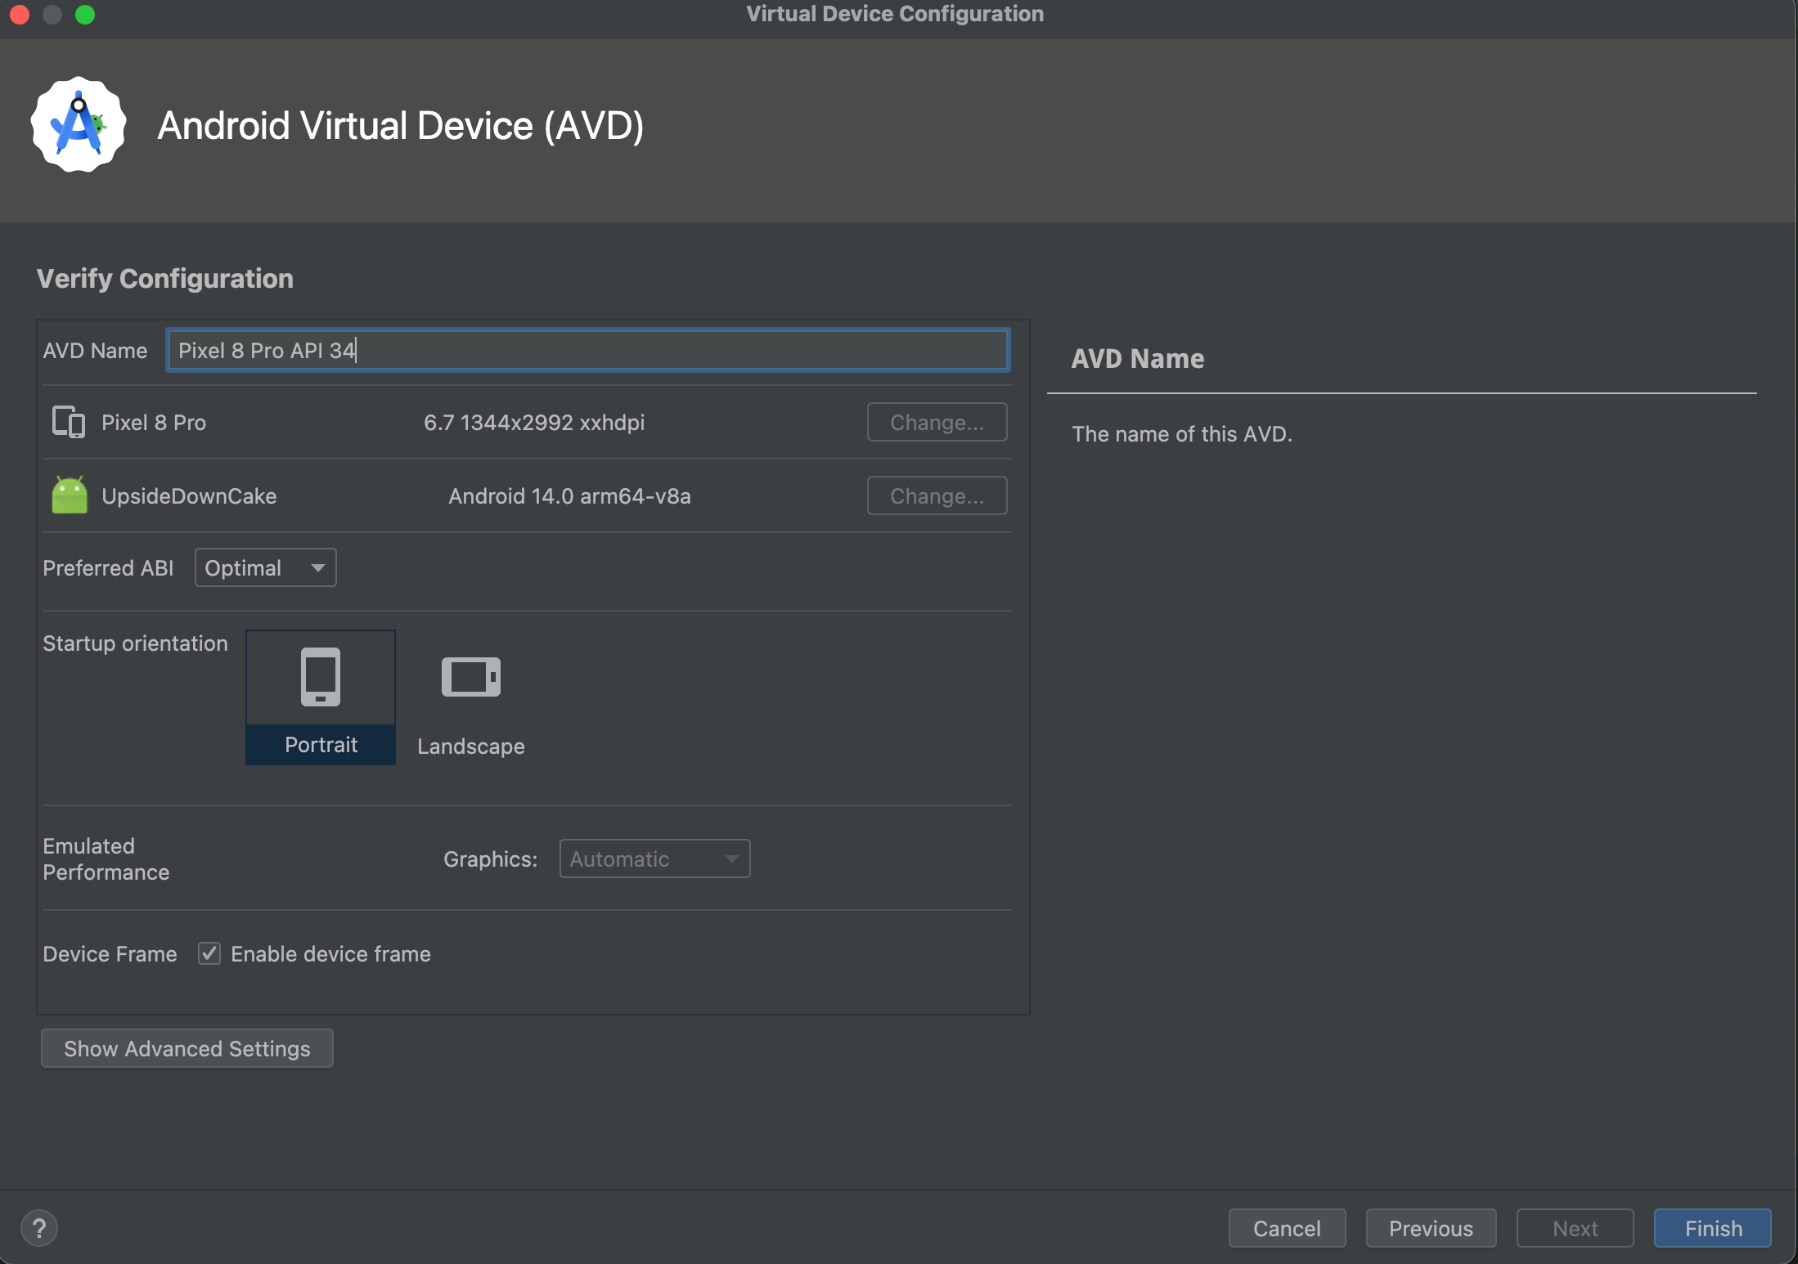 Virtual Device Configuration
Android Virtual Device (AVD)
Verify Configuration
AVD Name Pixel 8 Pro API 34
Pixel 8 Pro 6.7 1344x2992 xxhdpi Change...
UpsideDownCake Android 14.0 arm64-v8a Change...
Preferred ABI Optimal
Startup orientation
Portrait Landscape
Emulated
Performance
Graphics: Automatic
Device Frame Enable device frame
Show Advanced Settings
AVD Name
The name of this AVD.
? Cancel Previous Next Finish